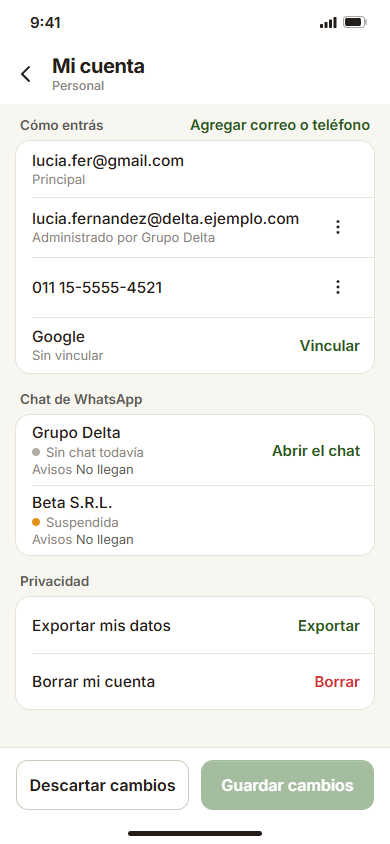 9:41
Mi cuenta
Personal
Cómo entrás
Agregar correo o teléfono
lucia.fer@gmail.com
Principal
lucia.fernandez@delta.ejemplo.com
Administrado por Grupo Delta
011 15-5555-4521
Google
Sin vincular
Vincular
Chat de WhatsApp
Grupo Delta
Sin chat todavía
Avisos No llegan
Abrir el chat
Beta S.R.L.
Suspendida
Avisos No llegan
Privacidad
Exportar mis datos
Exportar
Borrar mi cuenta
Borrar
Descartar cambios
Guardar cambios